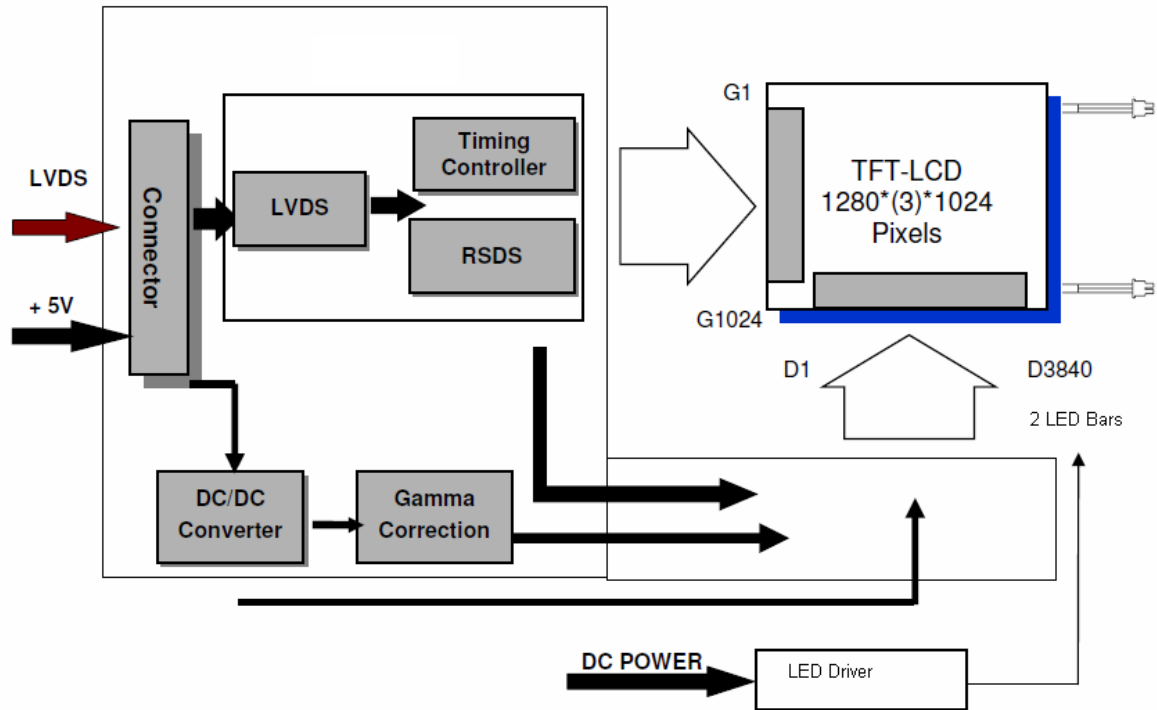 LVDS
+ 5V
Connector
LVDS
Timing
Controller
RSDS
DC/DC
Converter
Gamma
Correction
G1
TFT-LCD
1280*(3)*1024
Pixels
G1024
D1
D3840
2 LED Bars
DC POWER
LED Driver